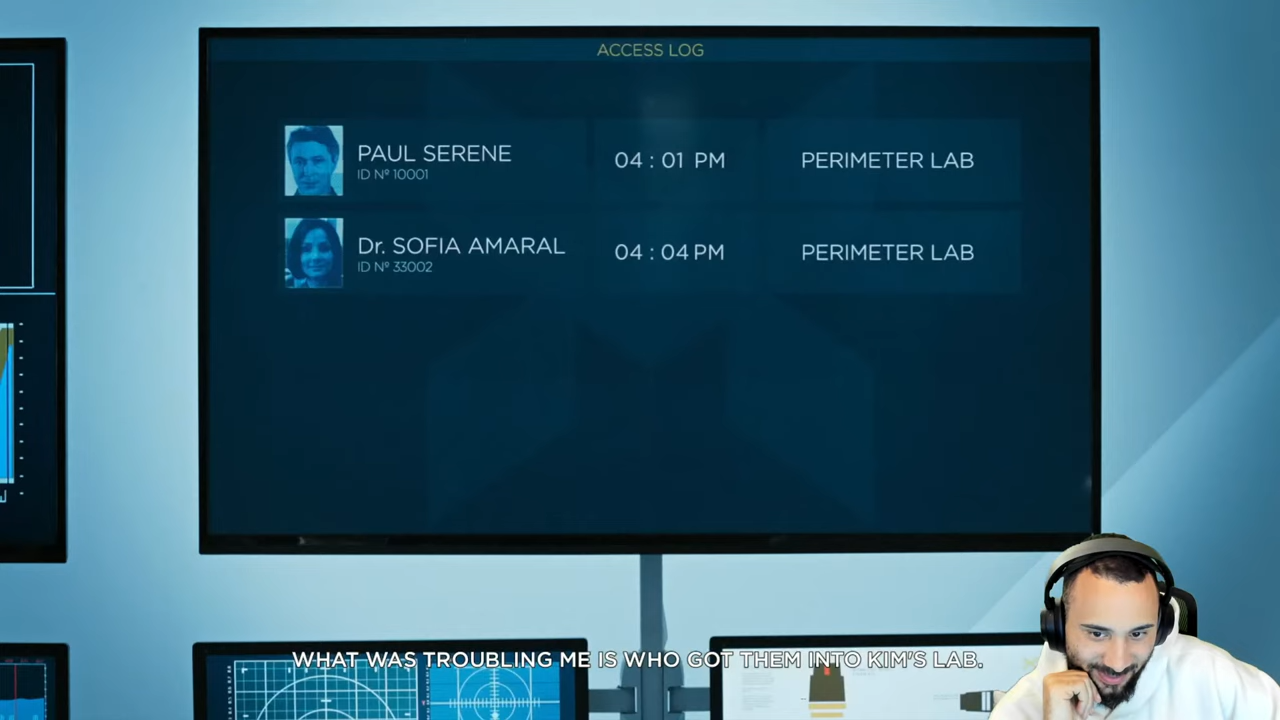 ACCESS LOG
PAUL SERENE
ID Nº 10001
04 : 01 PM
PERIMETER LAB
Dr. SOFIA AMARAL
ID Nº 33002
04 : 04 PM
PERIMETER LAB
WHAT WAS TROUBLING ME IS WHO GOT THEM INTO KIM'S LAB.